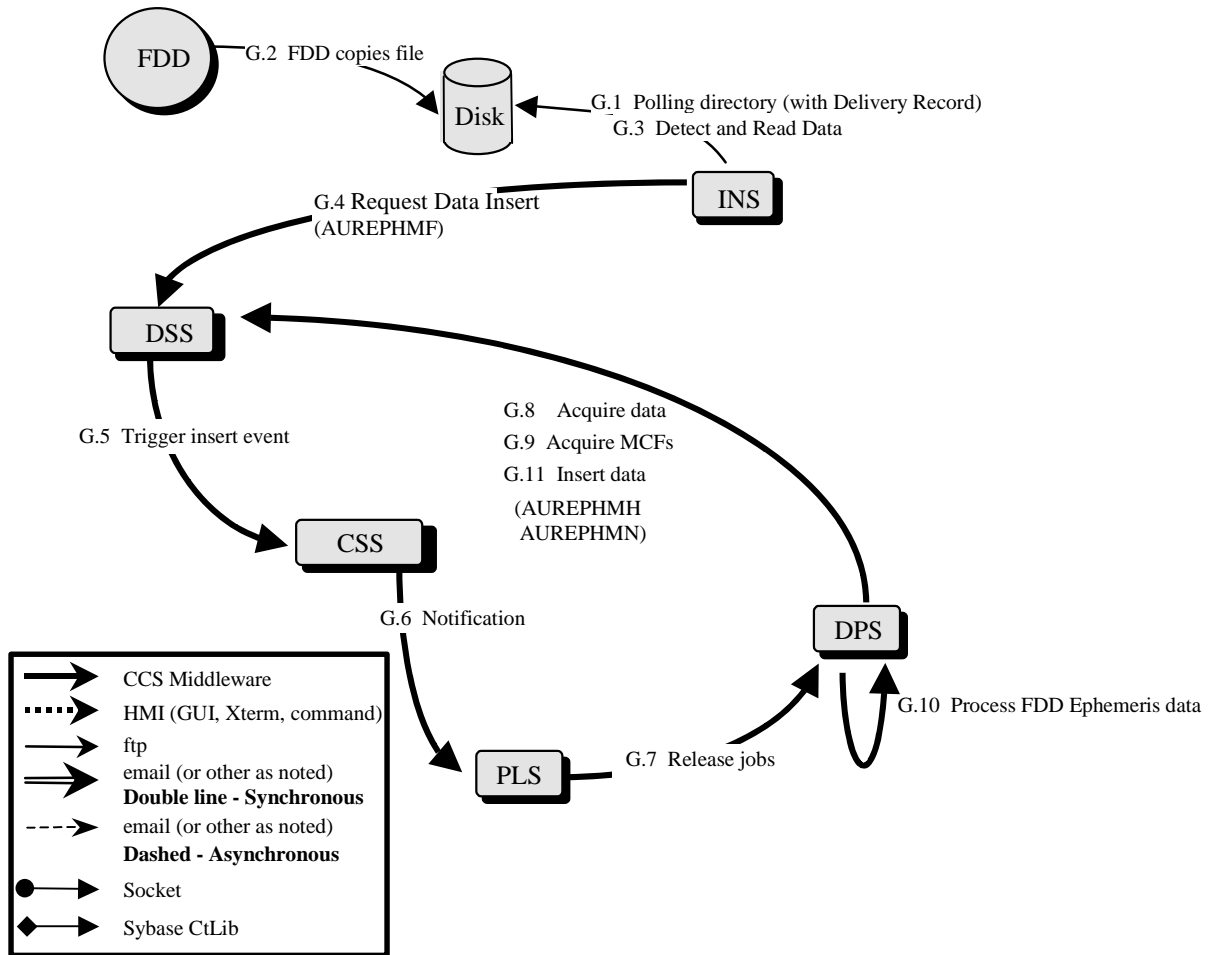 FDD
G.2 FDD copies file
Disk
G.1 Polling directory (with Delivery Record)
G.3 Detect and Read Data
INS
G.4 Request Data Insert
(AUREPHMF)
DSS
G.5 Trigger insert event
G.8 Acquire data
G.9 Acquire MCFs
G.11 Insert data
(AUREPHMH
AUREPHMN)
CSS
G.6 Notification
DPS
G.10 Process FDD Ephemeris data
PLS
G.7 Release jobs
CCS Middleware
HMI (GUI, Xterm, command)
ftp
email (or other as noted)
Double line - Synchronous
email (or other as noted)
Dashed - Asynchronous
Socket
Sybase CtLib